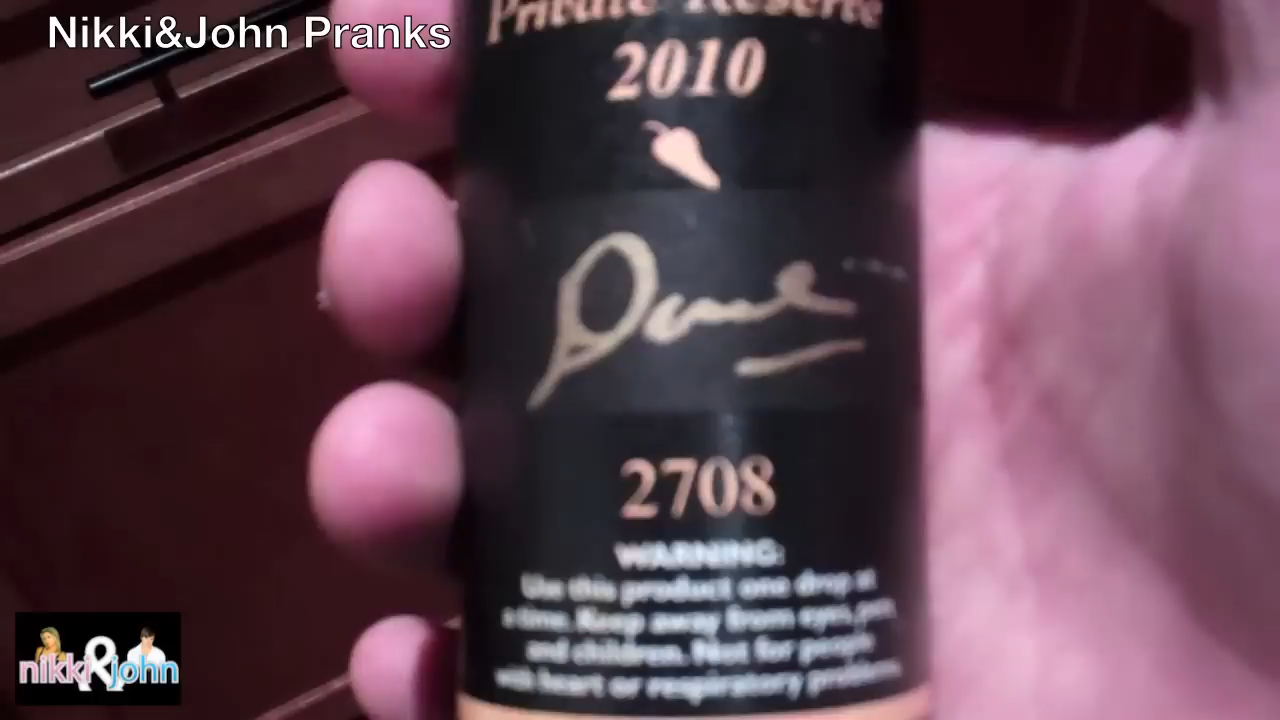 Nikki&John Pranks
Private Reserve
2010
Dave
2708
WARNING:
Use this product one drop at
a time. Keep away from eyes, pets,
and children. Not for people
with heart or respiratory problems.
nikki & john